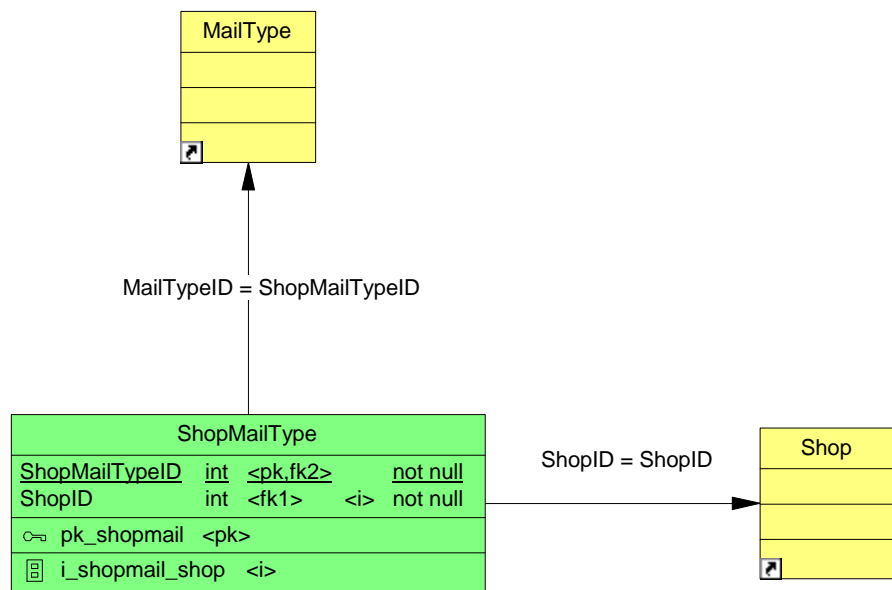 MailType
MailTypeID = ShopMailTypeID
ShopMailType
ShopMailTypeID int <pk,fk2> not null
ShopID int <fk1> <i> not null
pk_shopmail <pk>
i_shopmail_shop <i>
ShopID = ShopID
Shop